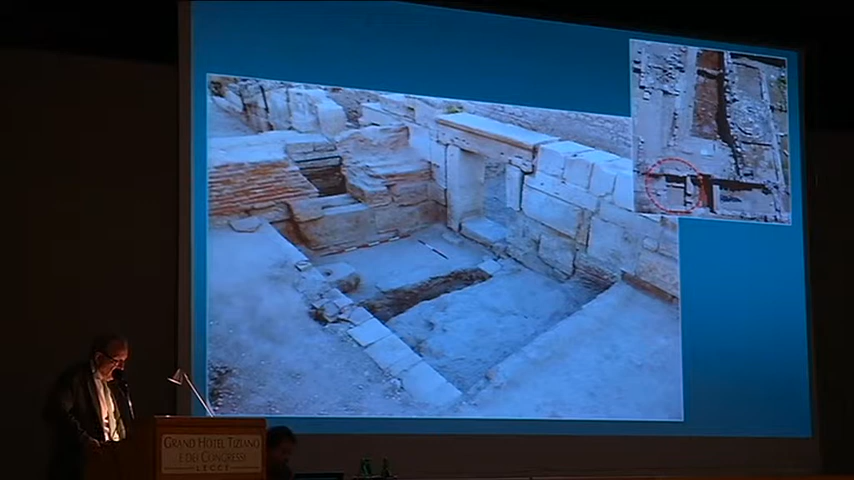 GRAND HOTEL TIZIANO
E DEI CONGRESSI
LECCE